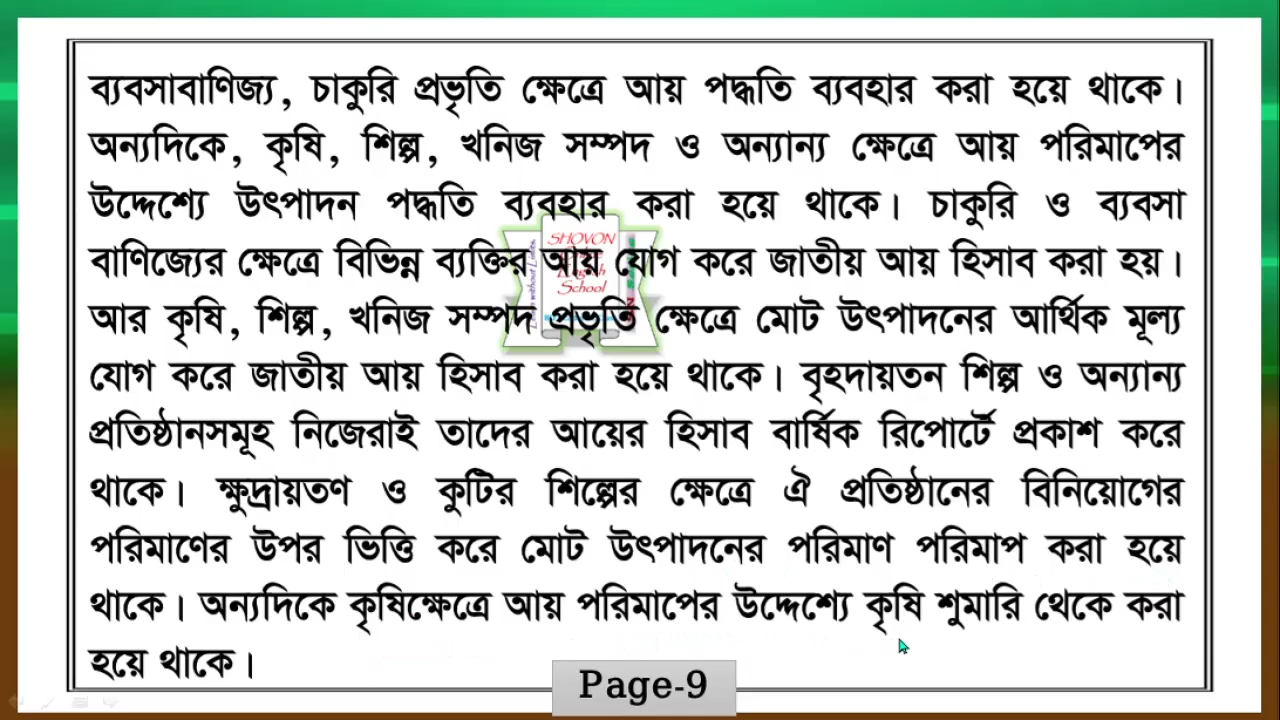 ব্যবসাবাণিজ্য, চাকুরি প্রভৃতি ক্ষেত্রে আয় পদ্ধতি ব্যবহার করা হয়ে থাকে।
অন্যদিকে, কৃষি, শিল্প, খনিজ সম্পদ ও অন্যান্য ক্ষেত্রে আয় পরিমাপের
উদ্দেশ্যে উৎপাদন পদ্ধতি ব্যবহার করা হয়ে থাকে। চাকুরি ও ব্যবসা
বাণিজ্যের ক্ষেত্রে বিভিন্ন ব্যক্তির আয় যোগ করে জাতীয় আয় হিসাব করা হয়।
আর কৃষি, শিল্প, খনিজ সম্পদ প্রভৃতি ক্ষেত্রে মোট উৎপাদনের আর্থিক মূল্য
যোগ করে জাতীয় আয় হিসাব করা হয়ে থাকে। বৃহদায়তন শিল্প ও অন্যান্য
প্রতিষ্ঠানসমূহ নিজেরাই তাদের আয়ের হিসাব বার্ষিক রিপোর্টে প্রকাশ করে
থাকে। ক্ষুদ্রায়তণ ও কুটির শিল্পের ক্ষেত্রে ঐ প্রতিষ্ঠানের বিনিয়োগের
পরিমাণের উপর ভিত্তি করে মোট উৎপাদনের পরিমাণ পরিমাপ করা হয়ে
থাকে। অন্যদিকে কৃষিক্ষেত্রে আয় পরিমাপের উদ্দেশ্যে কৃষি শুমারি থেকে করা
হয়ে থাকে।
SHOVON
English
School
Page-9